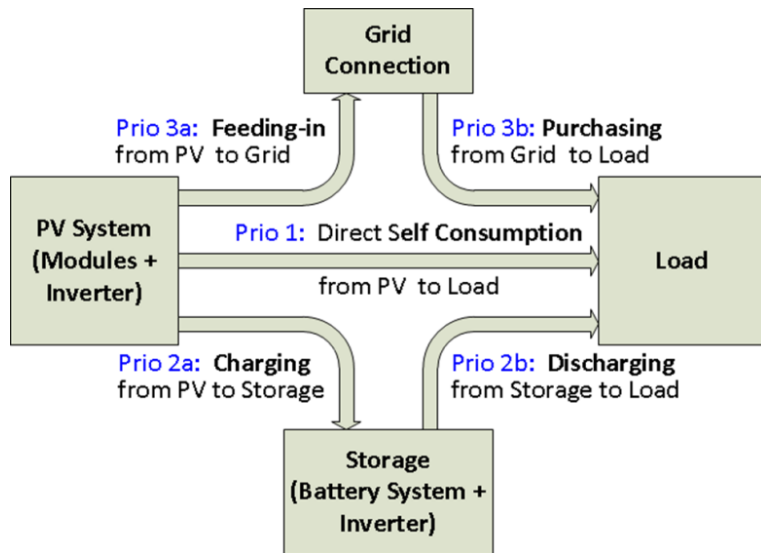 Grid
Connection
Prio 3a: Feeding-in
from PV to Grid
Prio 3b: Purchasing
from Grid to Load
PV System
(Modules +
Inverter)
Prio 1: Direct Self Consumption
from PV to Load
Load
Prio 2a: Charging
from PV to Storage
Prio 2b: Discharging
from Storage to Load
Storage
(Battery System +
Inverter)